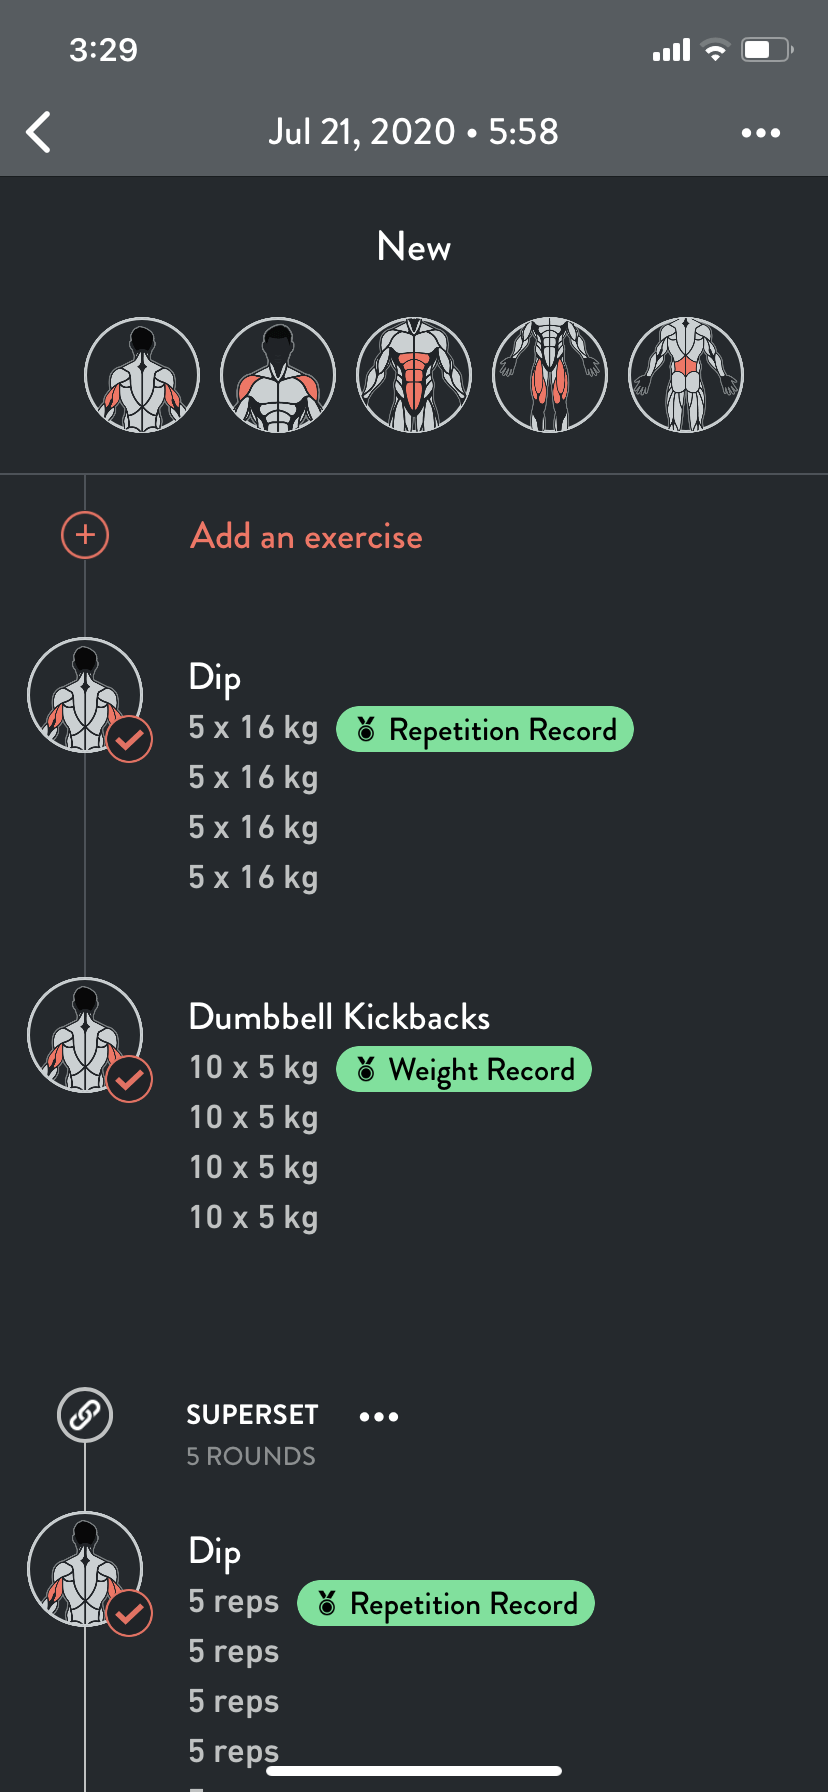 3:29
Jul 21, 2020 • 5:58
New
Add an exercise
Dip
5 x 16 kg Repetition Record
5 x 16 kg
5 x 16 kg
5 x 16 kg
Dumbbell Kickbacks
10 x 5 kg Weight Record
10 x 5 kg
10 x 5 kg
10 x 5 kg
SUPERSET
5 ROUNDS
Dip
5 reps Repetition Record
5 reps
5 reps
5 reps